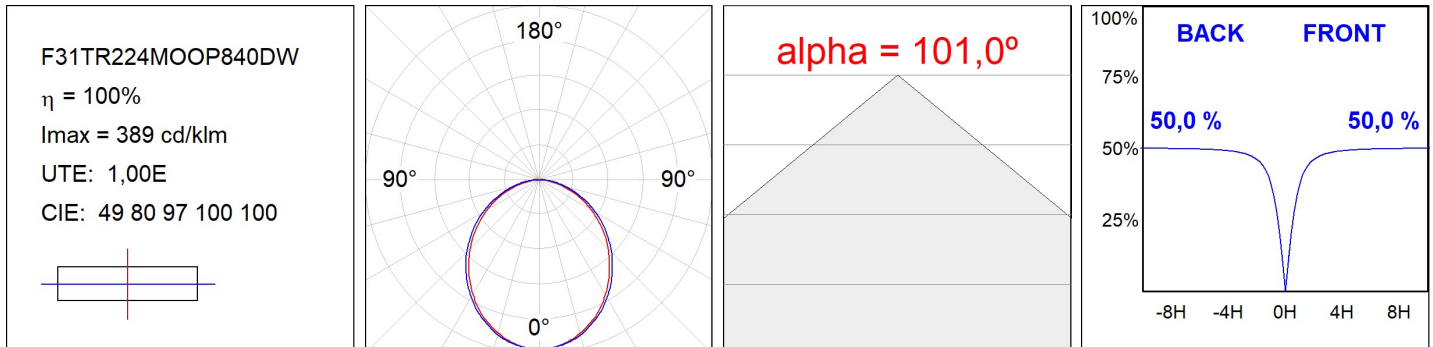 F31TR224MOOP840DW
η = 100%
Imax = 389 cd/klm
UTE: 1,00E
CIE: 49 80 97 100 100
180°
90° 90°
0°
alpha = 101,0º
100%
BACK FRONT
75%
50,0 % 50,0 %
50%
25%
-8H -4H 0H 4H 8H